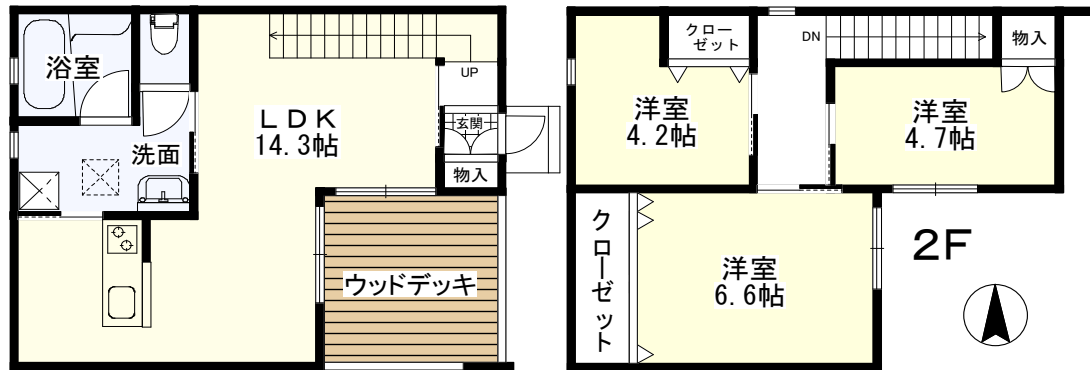 浴室
洗面
LDK
14.3帖
UP
玄関
物入
ウッドデッキ
クロー
ゼット
洋室
4.2帖
DN
物入
洋室
4.7帖
クローゼット
洋室
6.6帖
2F